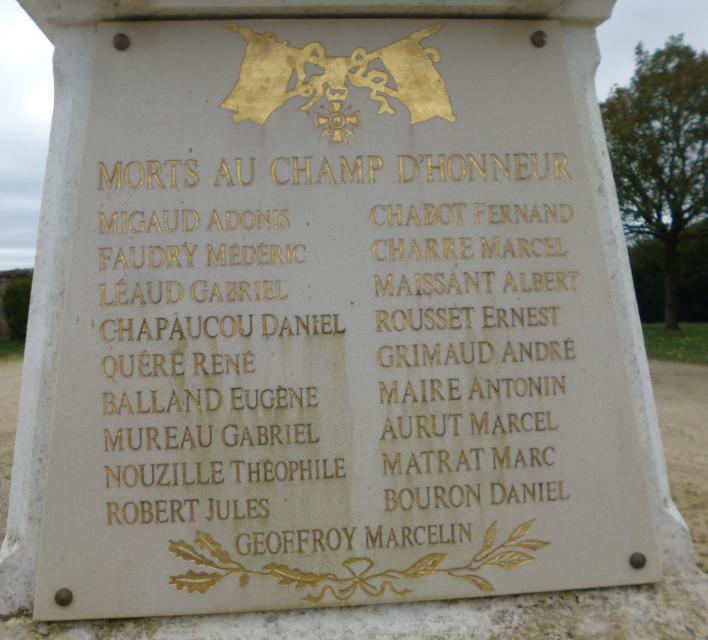 MORTS AU CHAMP D'HONNEUR
MIGAUD ADONIS
FAUDRY MÉDÉRIC
LÉAUD GABRIEL
CHAPAUCOU DANIEL
QUÉRÉ RENÉ
BALLAND EUGÈNE
MUREAU GABRIEL
NOUZILLE THÉOPHILE
ROBERT JULES
CHABOT FERNAND
CHARRE MARCEL
MAISSANT ALBERT
ROUSSET ERNEST
GRIMAUD ANDRÉ
MAIRE ANTONIN
AURUT MARCEL
MATRAT MARC
BOURON DANIEL
GEOFFROY MARCELIN